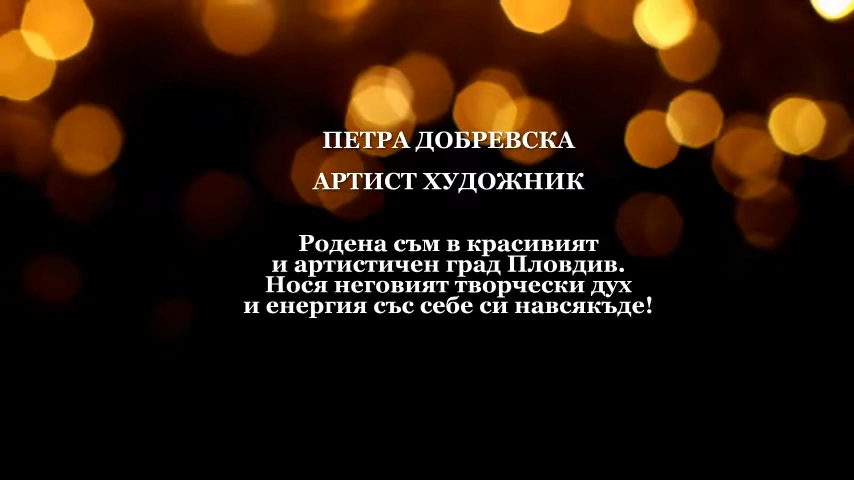 ПЕТРА ДОБРЕВСКА
АРТИСТ ХУДОЖНИК
Родена съм в красивият
и артистичен град Пловдив.
Нося неговият творчески дух
и енергия със себе си навсякъде!